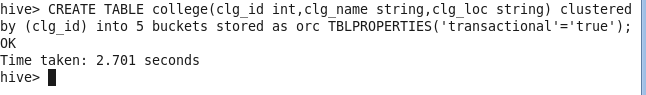 hive> CREATE TABLE college(clg_id int,clg_name string,clg_loc string) clustered
by (clg_id) into 5 buckets stored as orc TBLPROPERTIES('transactional'='true');
OK
Time taken: 2.701 seconds
hive>